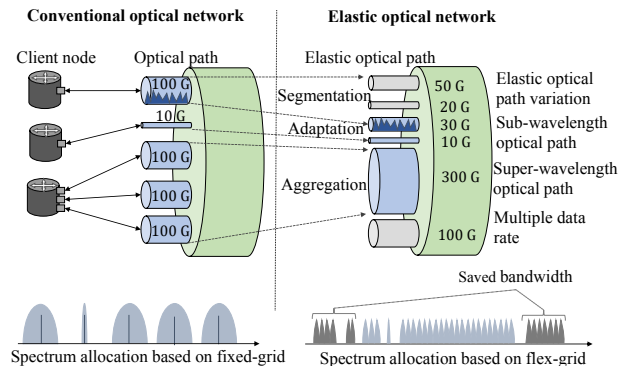 Conventional optical network
Elastic optical network
Client node
Optical path
Elastic optical path
100 G
10 G
100 G
100 G
100 G
Segmentation
Adaptation
Aggregation
50 G
20 G
30 G
10 G
300 G
100 G
Elastic optical
path variation
Sub-wavelength
optical path
Super-wavelength
optical path
Multiple data
rate
Saved bandwidth
Spectrum allocation based on fixed-grid
Spectrum allocation based on flex-grid